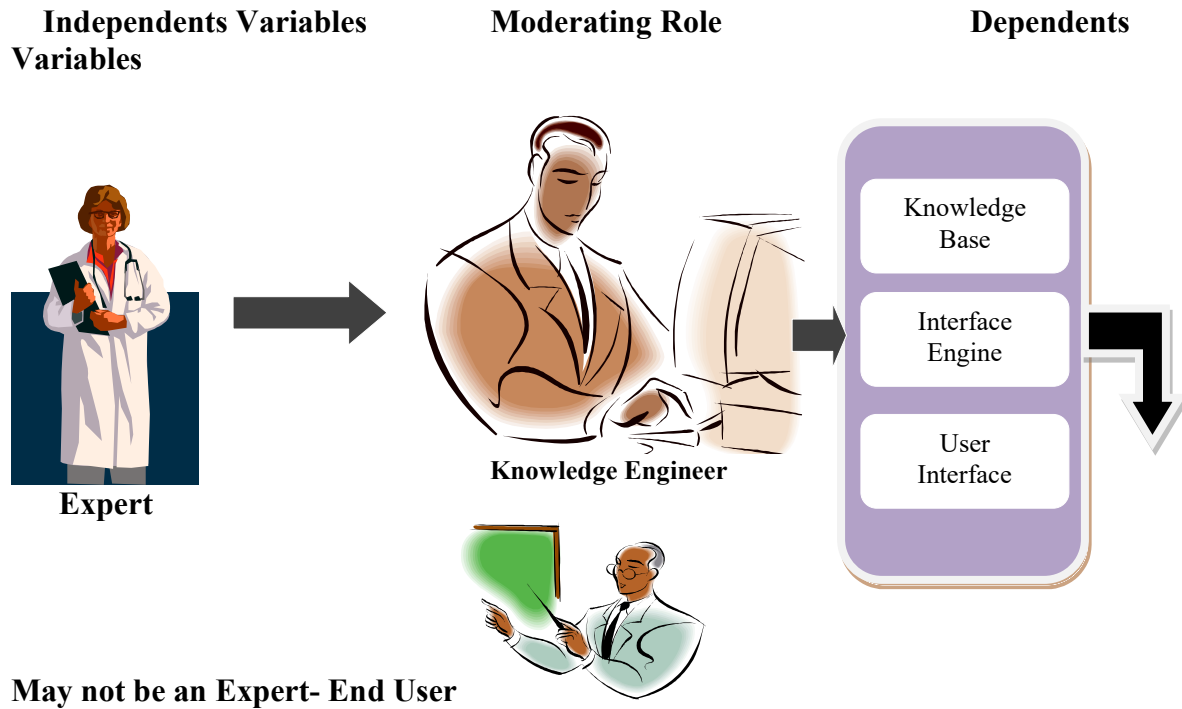 Independents Variables Moderating Role Dependents
Variables
Knowledge
Base
Interface
Engine
User
Interface
Knowledge Engineer
Expert
May not be an Expert- End User